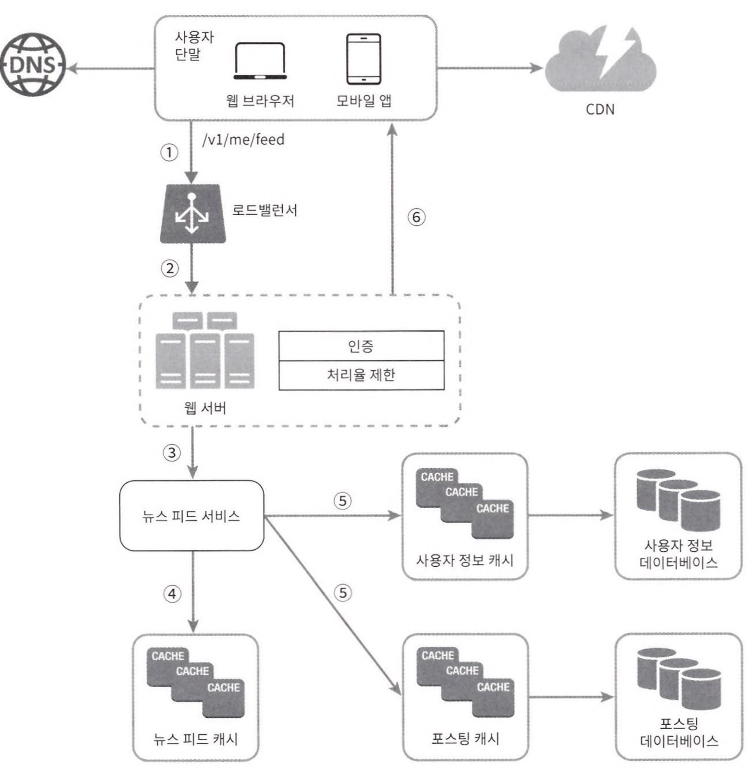 DNS
사용자
단말
웹 브라우저
모바일 앱
CDN
①
/v1/me/feed
로드밸런서
⑥
②
인증
처리율 제한
웹 서버
③
뉴스 피드 서비스
⑤
CACHE
CACHE
CACHE
사용자 정보 캐시
사용자 정보
데이터베이스
④
⑤
CACHE
CACHE
CACHE
뉴스 피드 캐시
CACHE
CACHE
CACHE
포스팅 캐시
포스팅
데이터베이스